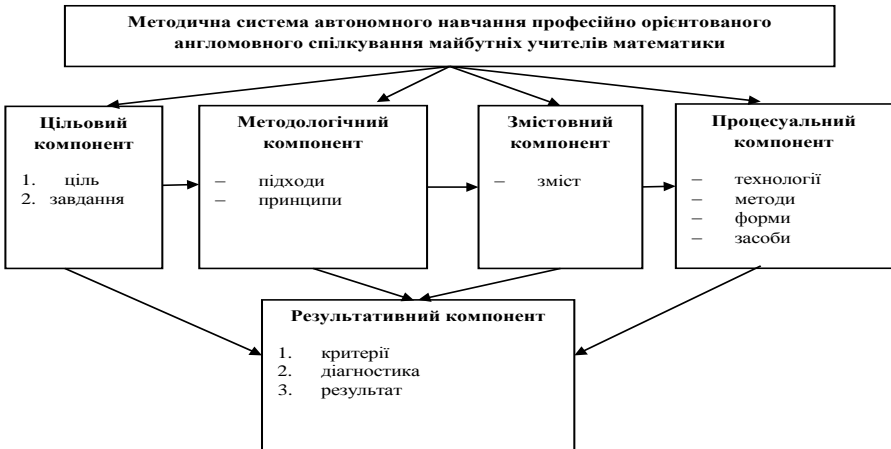 Методична система автономного навчання професійно орієнтованого
англомовного спілкування майбутніх учителів математики
Цільовий
компонент
1. ціль
2. завдання
Методологічний
компонент
– підходи
– принципи
Змістовний
компонент
– зміст
Процесуальний
компонент
– технології
– методи
– форми
– засоби
Результативний компонент
1. критерії
2. діагностика
3. результат